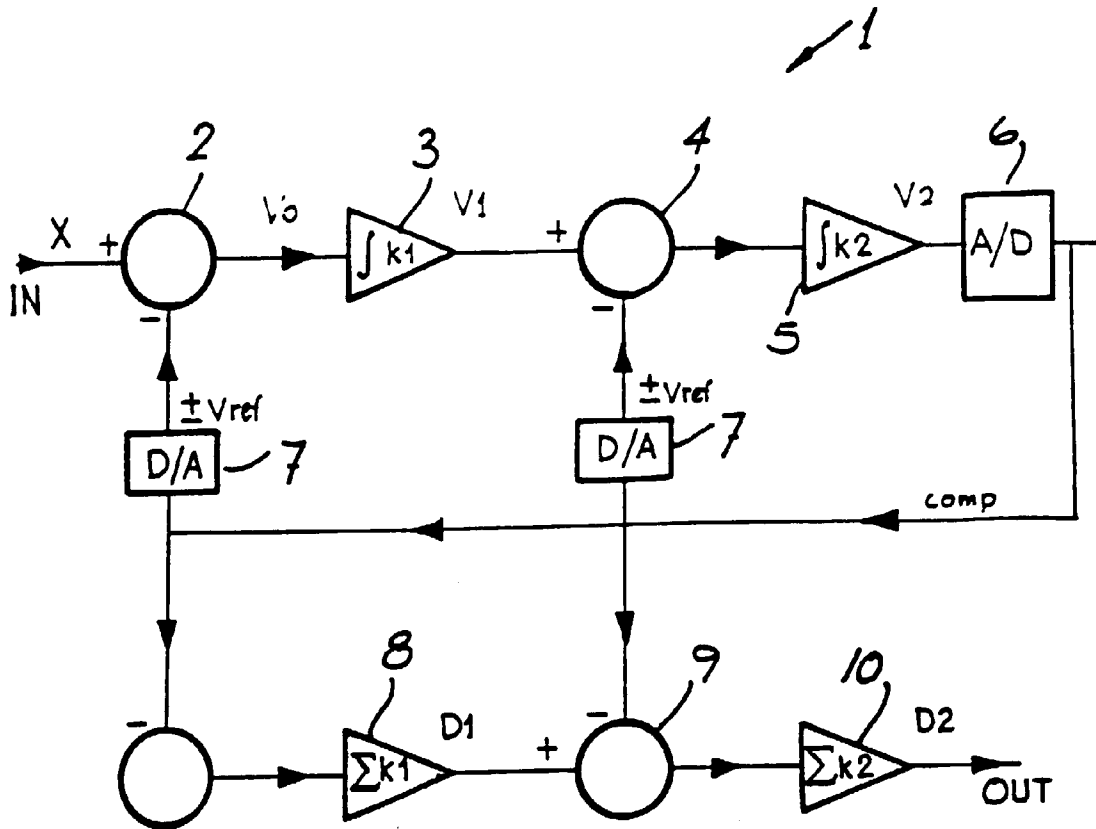 1
2
3
4
6
X
+
Vo
∫k1
V1
+
∫k2
V2
A/D
IN
-
-
5
±Vref
±Vref
D/A
7
D/A
7
comp
8
9
10
-
Σk1
D1
-
+
Σk2
D2
OUT